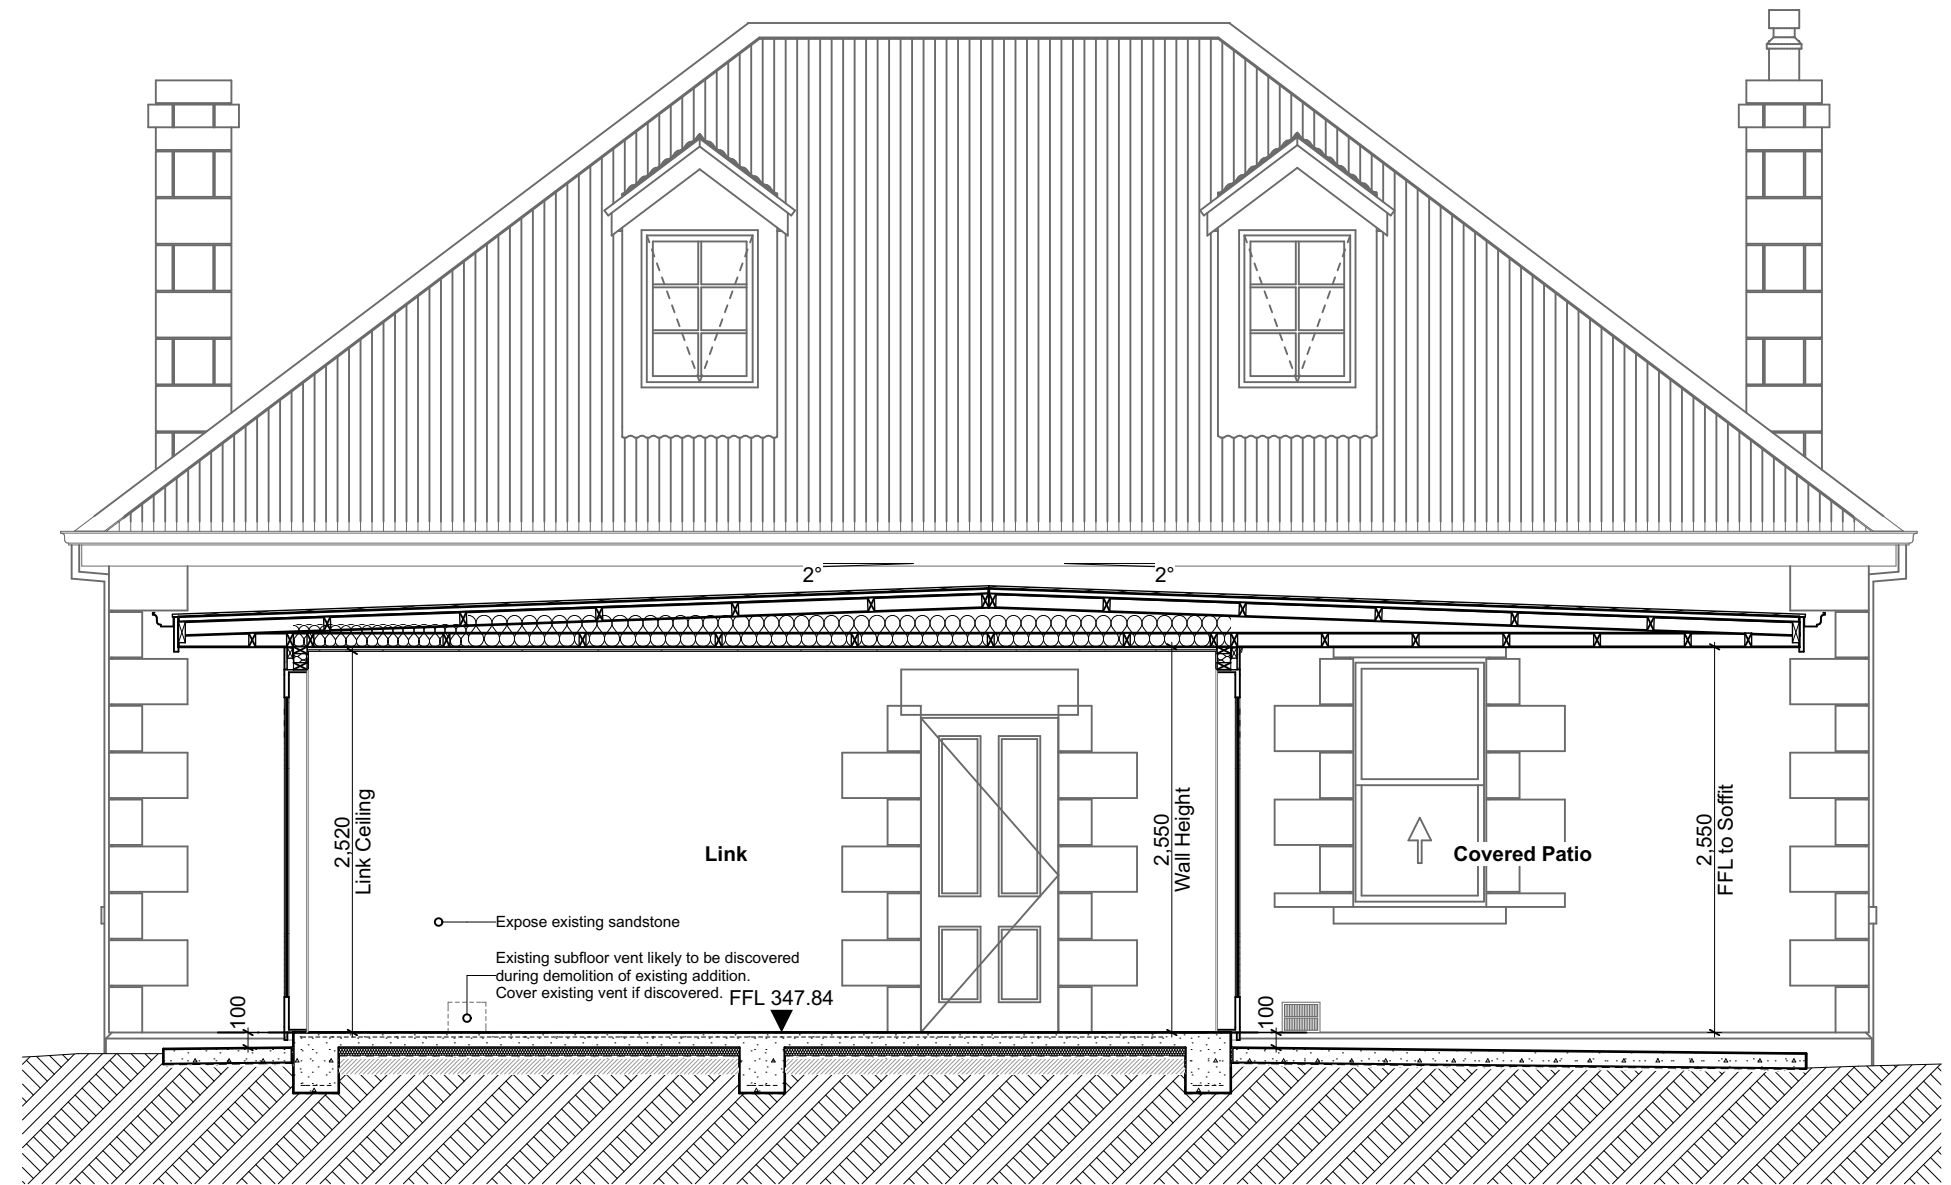 2°
2°
2,520
Link Ceiling
Link
2,550
Wall Height
Covered Patio
2,550
FFL to Soffit
Expose existing sandstone
Existing subfloor vent likely to be discovered
during demolition of existing addition.
Cover existing vent if discovered.
FFL 347.84
100
100